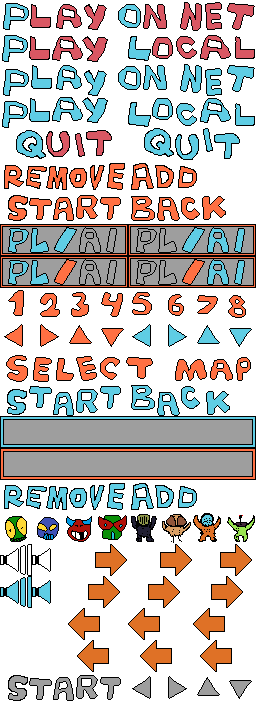 PLAY ON NET
PLAY LOCAL
PLAY ON NET
PLAY LOCAL
QUIT QUIT
REMOVE ADD
START BACK
PL/AI PL/AI
PL/AI PL/AI
1 2 3 4 5 6 7 8
SELECT MAP
START BACK
REMOVE ADD
START